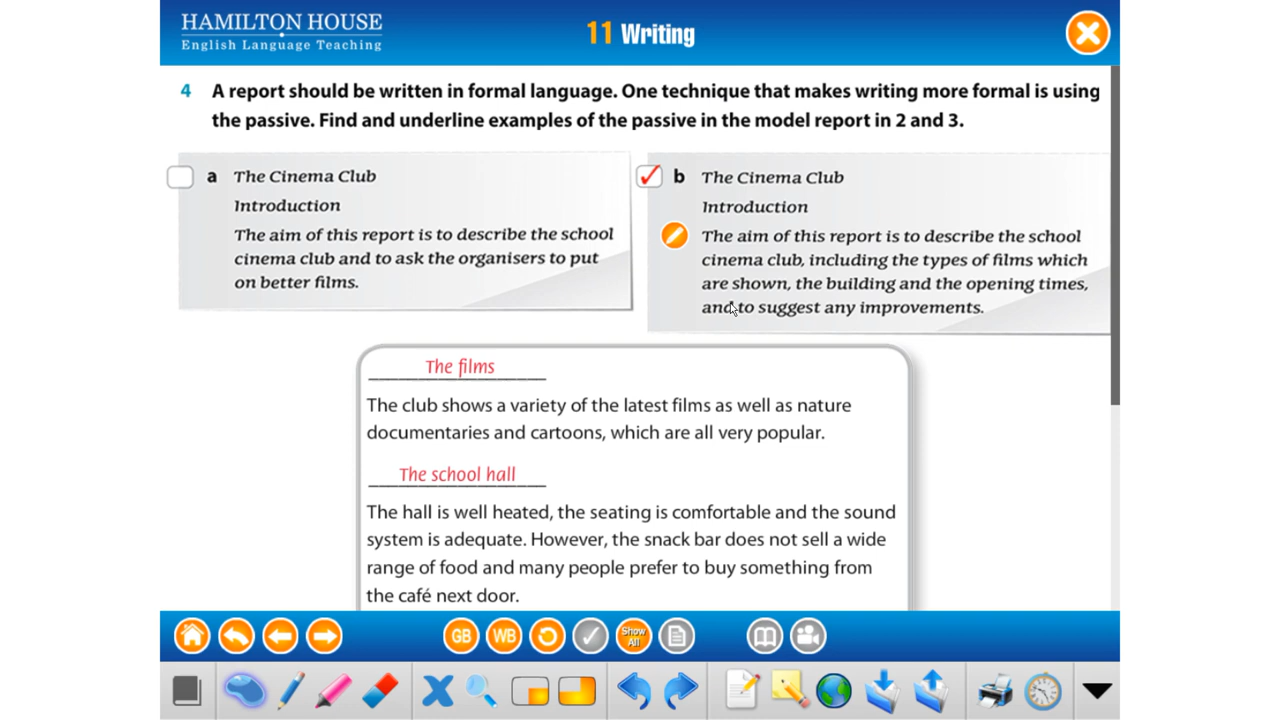 HAMILTON HOUSE
English Language Teaching
11 Writing
4 A report should be written in formal language. One technique that makes writing more formal is using
the passive. Find and underline examples of the passive in the model report in 2 and 3.
a The Cinema Club
Introduction
The aim of this report is to describe the school
cinema club and to ask the organisers to put
on better films.
b The Cinema Club
Introduction
The aim of this report is to describe the school
cinema club, including the types of films which
are shown, the building and the opening times,
and to suggest any improvements.
The films
The club shows a variety of the latest films as well as nature
documentaries and cartoons, which are all very popular.
The school hall
The hall is well heated, the seating is comfortable and the sound
system is adequate. However, the snack bar does not sell a wide
range of food and many people prefer to buy something from
the café next door.
GB WB Show All